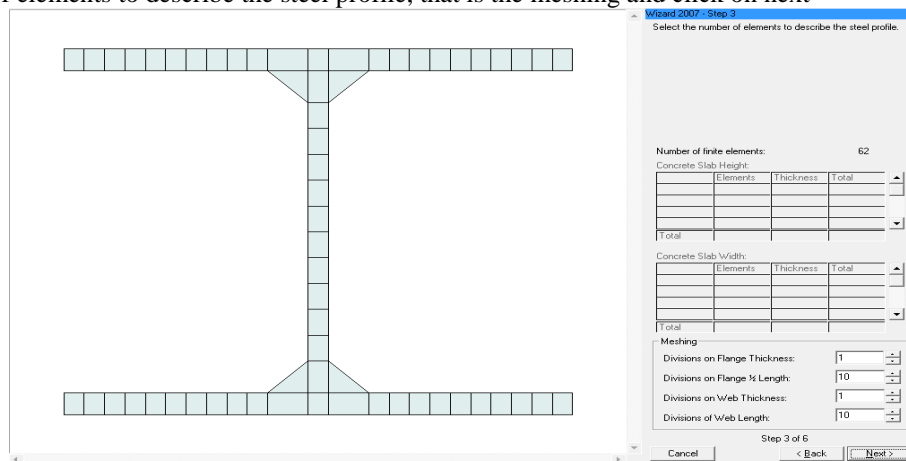 elements to describe the steel profile, that is the meshing and click on next
Wizard 2007 - Step 3
Select the number of elements to describe the steel profile.
Number of finite elements: 62
Concrete Slab Height:
Elements Thickness Total
Total
Concrete Slab Width:
Elements Thickness Total
Total
Meshing
Divisions on Flange Thickness: 1
Divisions on Flange ½ Length: 10
Divisions on Web Thickness: 1
Divisions of Web Length: 10
Step 3 of 6
Cancel < Back Next >